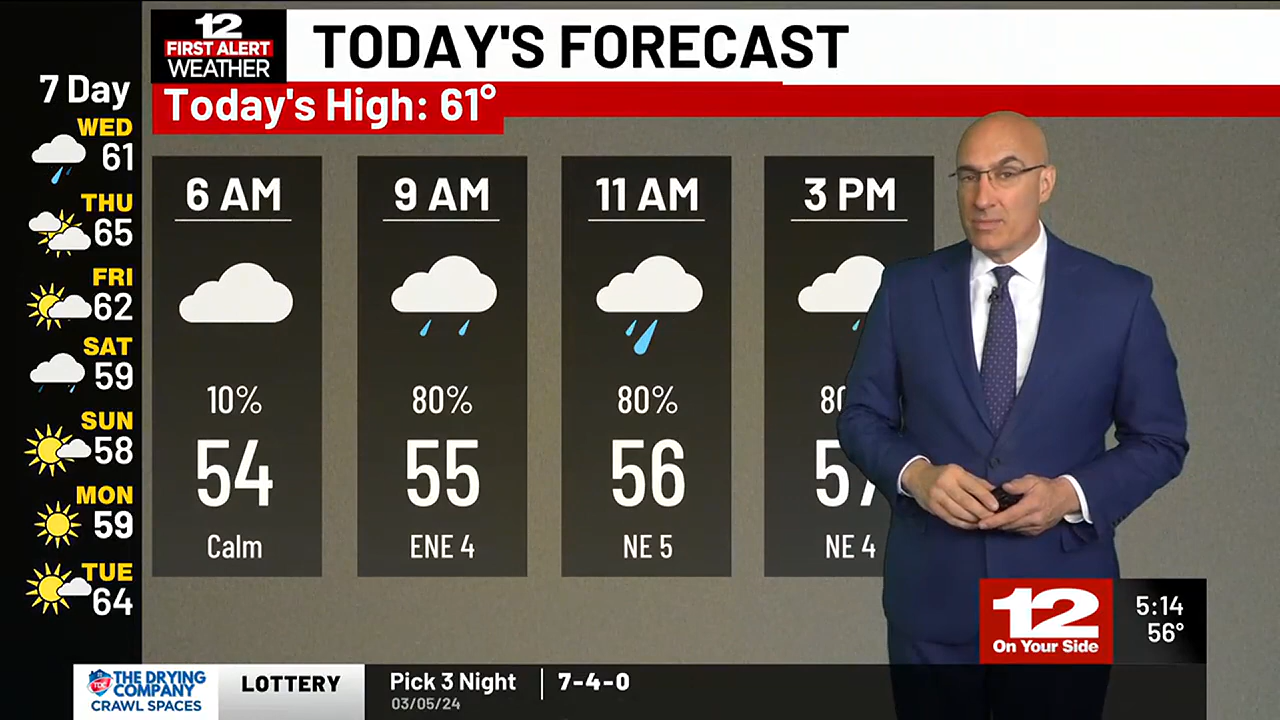 12
FIRST ALERT
WEATHER
TODAY'S FORECAST
Today's High: 61°
7 Day
WED
61
THU
65
FRI
62
SAT
59
SUN
58
MON
59
TUE
64
6 AM
10%
54
Calm
9 AM
80%
55
ENE 4
11 AM
80%
56
NE 5
3 PM
NE 4
12
On Your Side
5:14
56°
TDC
THE DRYING
COMPANY
CRAWL SPACES
LOTTERY
Pick 3 Night
03/05/24
7-4-0